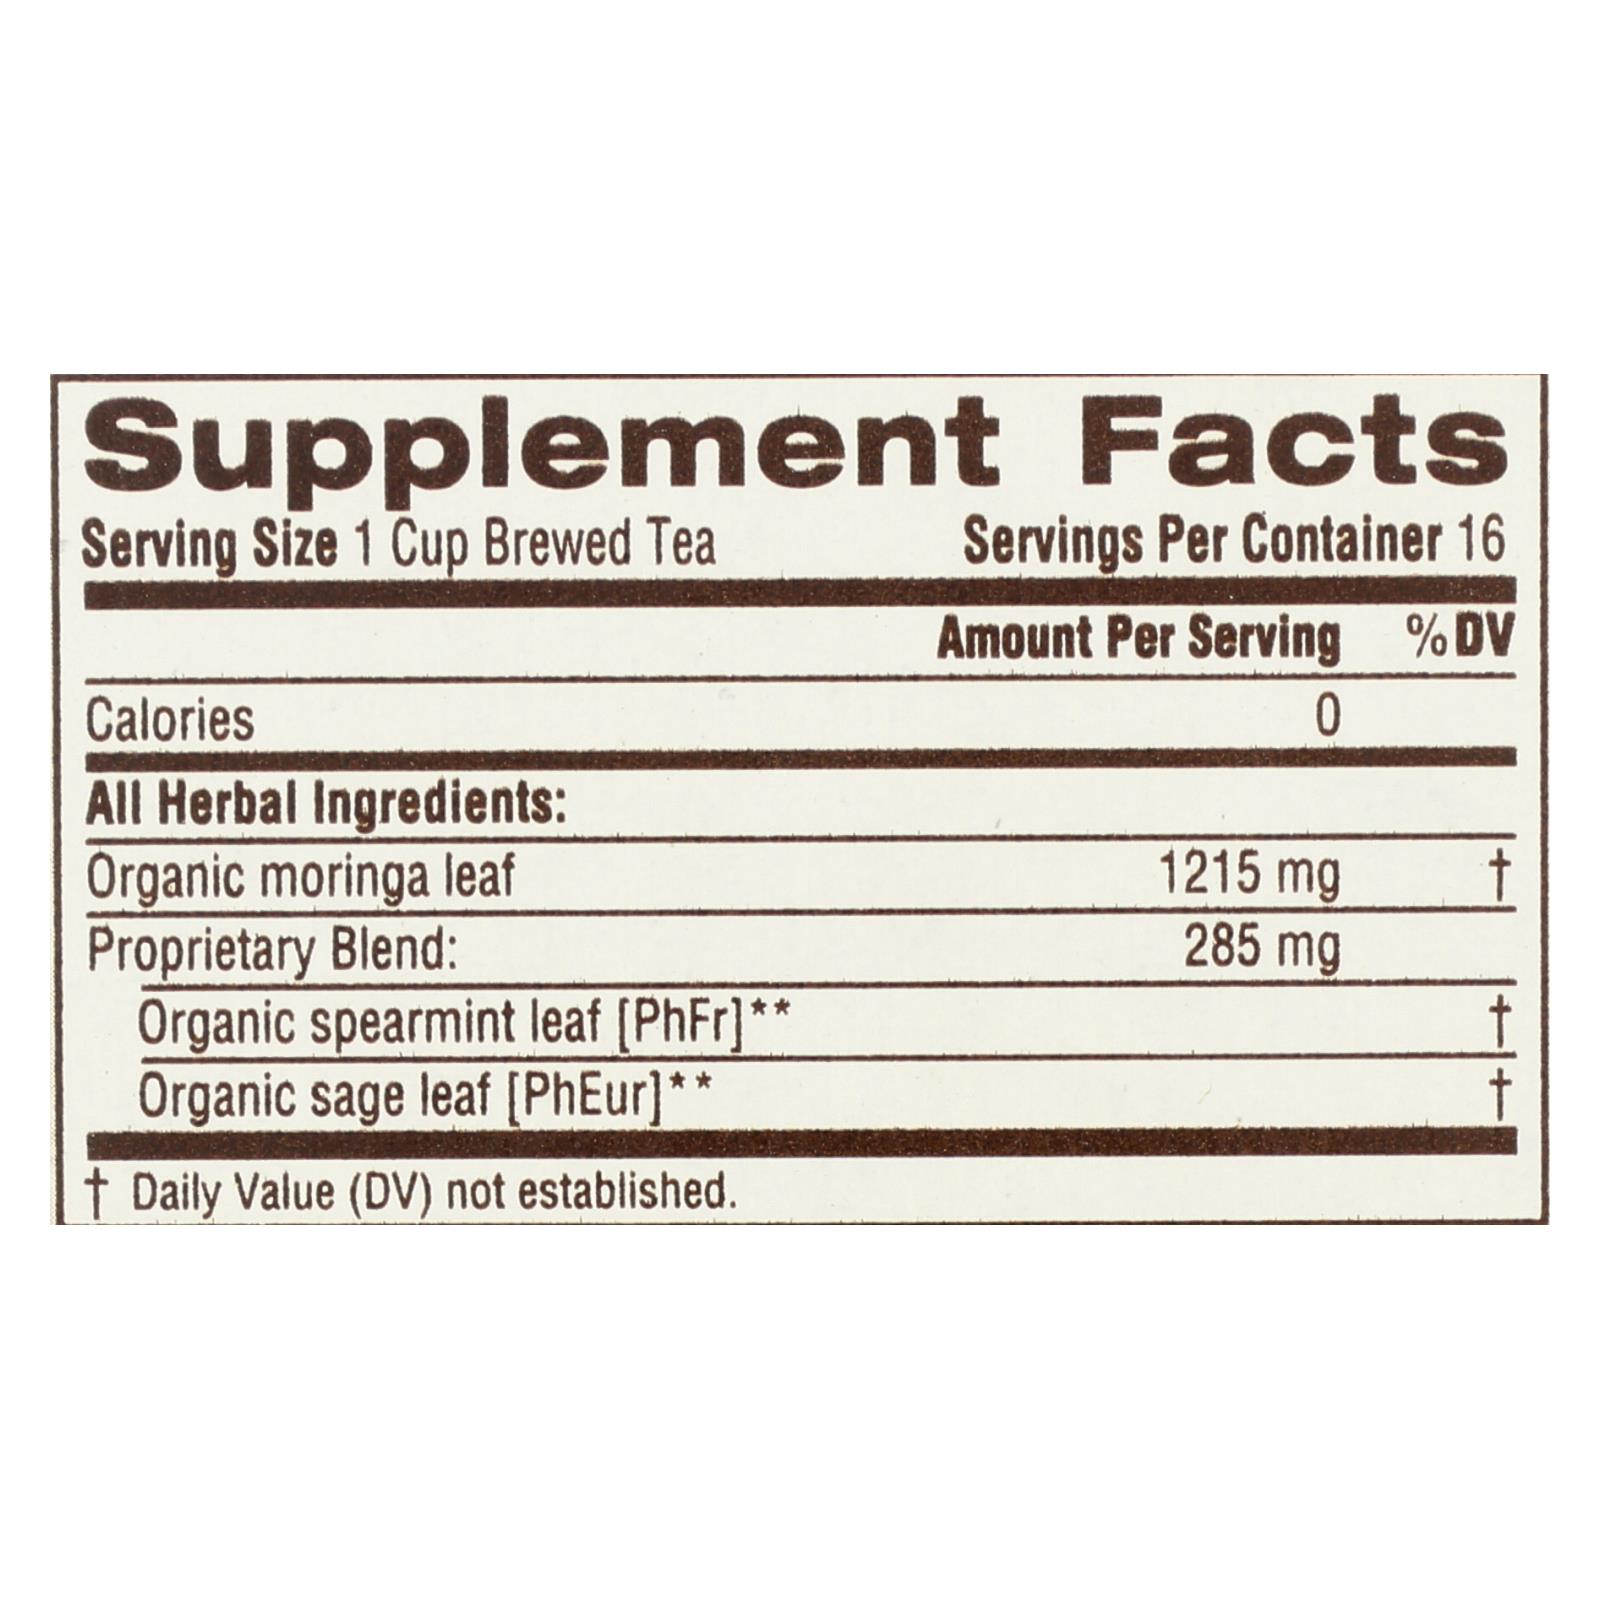 Supplement Facts
Serving Size 1 Cup Brewed Tea Servings Per Container 16
Amount Per Serving % DV
Calories 0
All Herbal Ingredients:
Organic moringa leaf 1215 mg †
Proprietary Blend: 285 mg
Organic spearmint leaf [PhFr]** †
Organic sage leaf [PhEur]** †
† Daily Value (DV) not established.